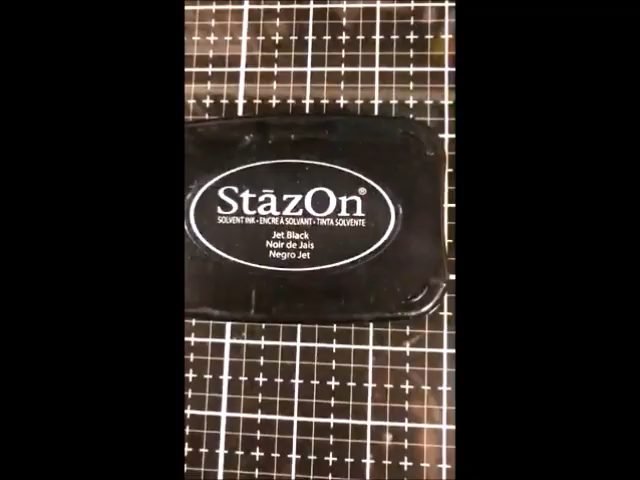 StāzOn®
SOLVENT INK • ENCRE À SOLVANT • TINTA SOLVENTE
Jet Black
Noir de Jais
Negro Jet